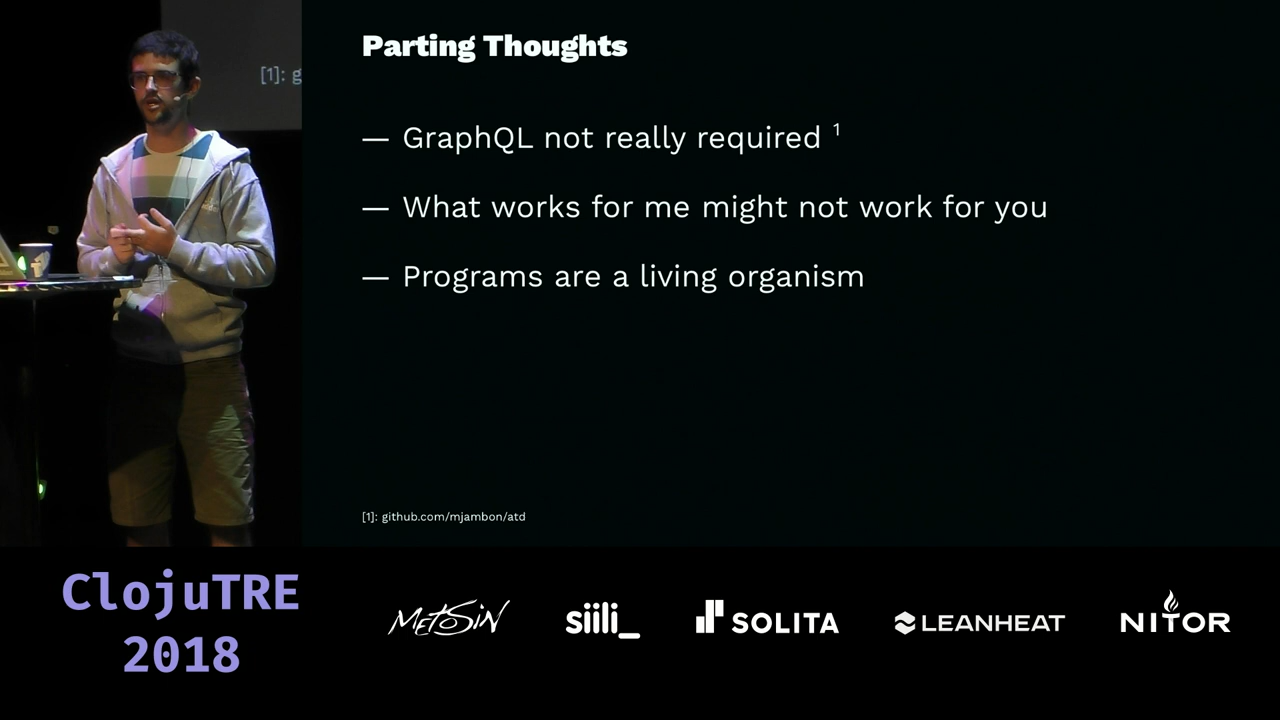 [1]: g
Parting Thoughts
— GraphQL not really required 1
— What works for me might not work for you
— Programs are a living organism
[1]: github.com/mjambon/atd
ClojuTRE
2018
METOSIN
siili_
SOLITA
LEANHEAT
NITOR